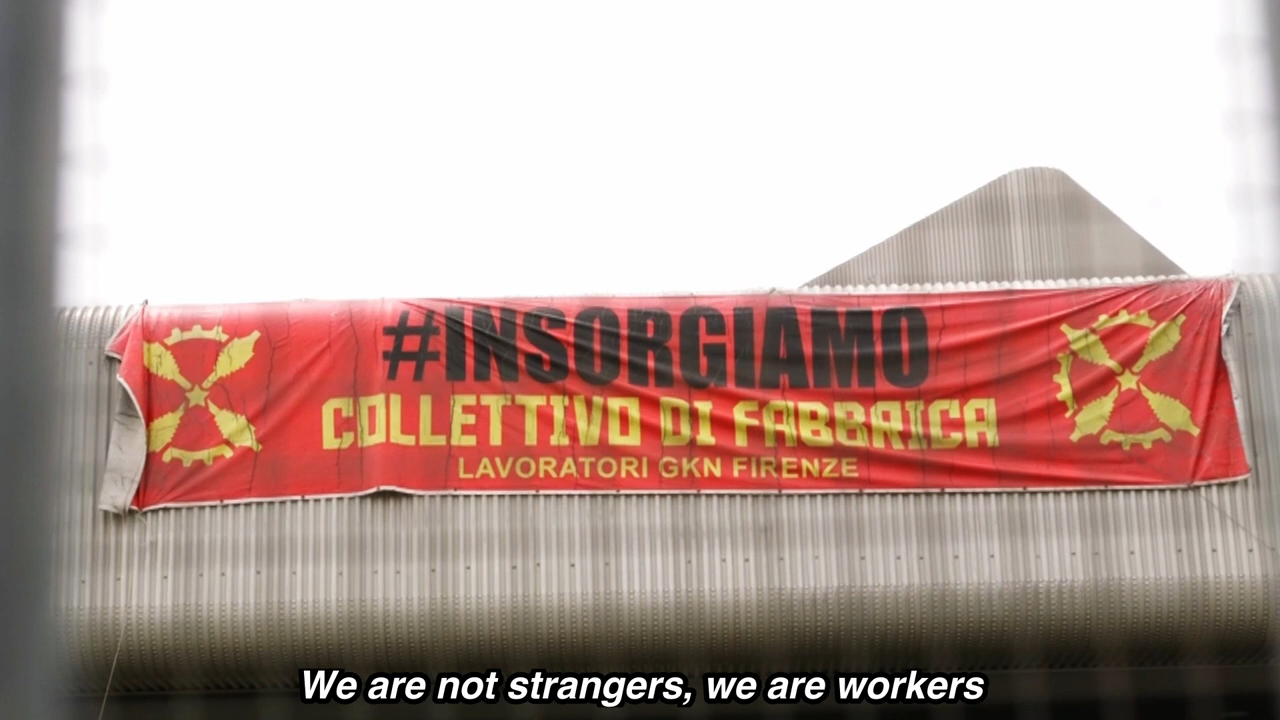 #INSORGIAMO
COLLETTIVO DI FABBRICA
LAVORATORI GKN FIRENZE
We are not strangers, we are workers